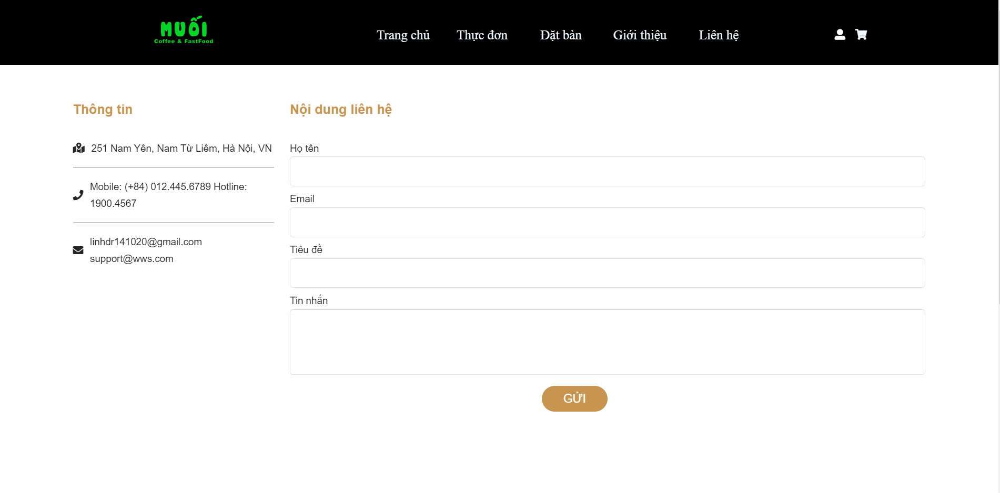 MUỐI
Coffee & FastFood
Trang chủ
Thực đơn
Đặt bàn
Giới thiệu
Liên hệ
Thông tin
251 Nam Yên, Nam Từ Liêm, Hà Nội, VN
Mobile: (+84) 012.445.6789 Hotline:
1900.4567
linhdr141020@gmail.com
support@wws.com
Nội dung liên hệ
Họ tên
Email
Tiêu đề
Tin nhắn
GỬI